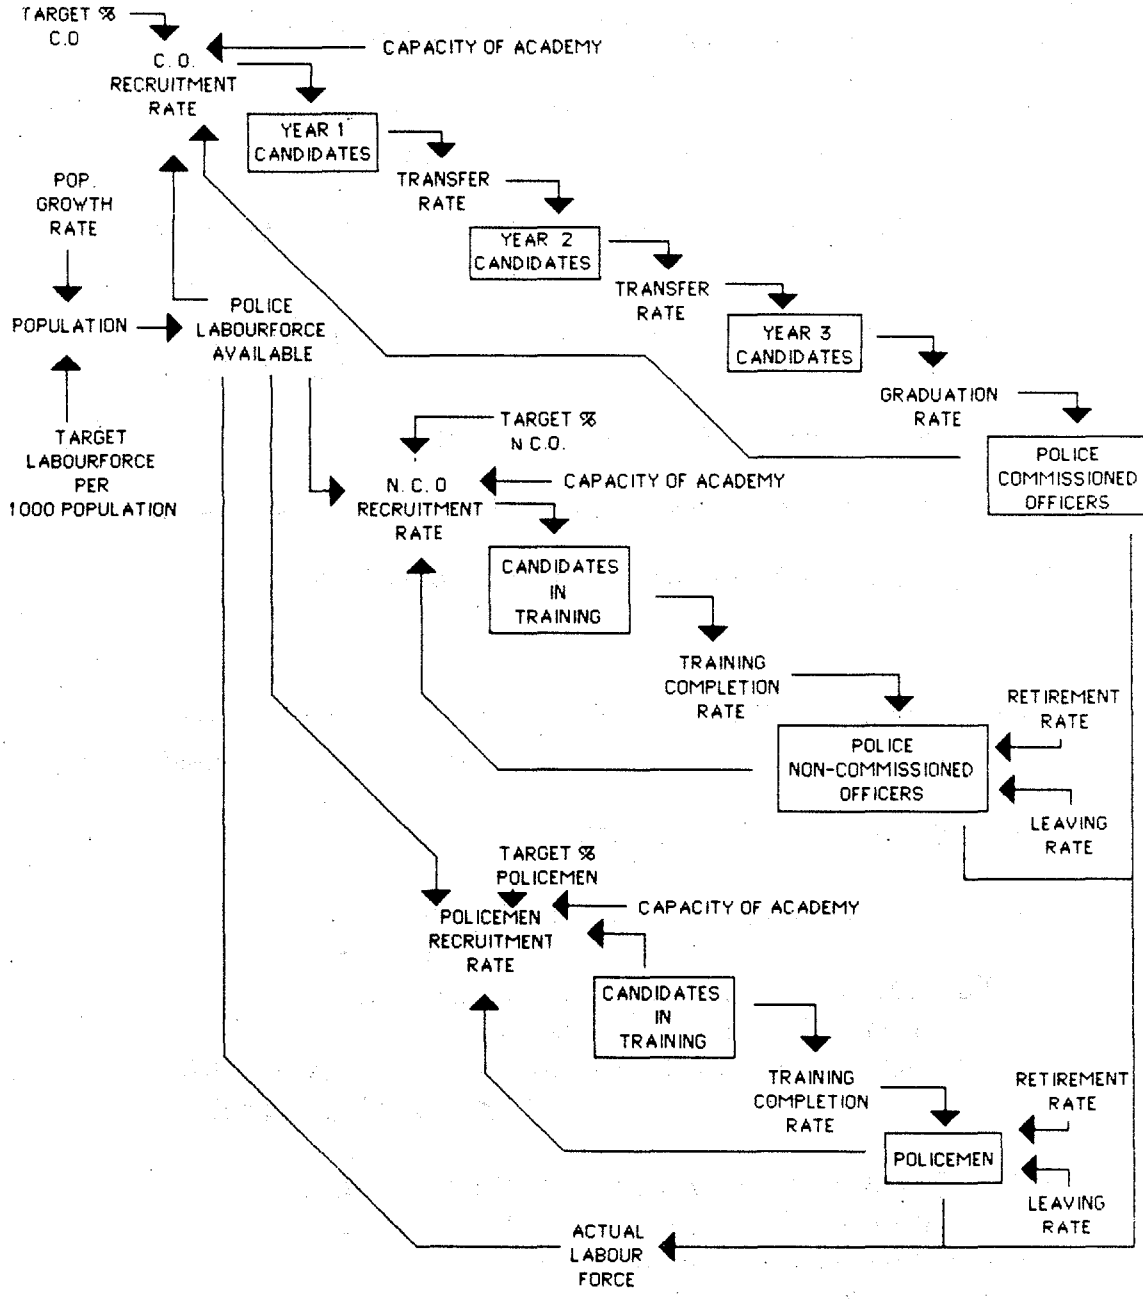 TARGET %
C.O
CAPACITY OF ACADEMY
C. O.
RECRUITMENT
RATE
YEAR 1
CANDIDATES
TRANSFER
RATE
POP.
GROWTH
RATE
YEAR 2
CANDIDATES
TRANSFER
RATE
POPULATION
POLICE
LABOURFORCE
AVAILABLE
YEAR 3
CANDIDATES
GRADUATION
RATE
TARGET
LABOURFORCE
PER
1000 POPULATION
TARGET %
N C.O.
POLICE
COMMISSIONED
OFFICERS
N. C. O
RECRUITMENT
RATE
CAPACITY OF ACADEMY
CANDIDATES
IN
TRAINING
TRAINING
COMPLETION
RATE
RETIREMENT
RATE
POLICE
NON-COMMISSIONED
OFFICERS
LEAVING
RATE
TARGET %
POLICEMEN
CAPACITY OF ACADEMY
POLICEMEN
RECRUITMENT
RATE
CANDIDATES
IN
TRAINING
TRAINING
COMPLETION
RATE
RETIREMENT
RATE
POLICEMEN
LEAVING
RATE
ACTUAL
LABOUR
FORCE